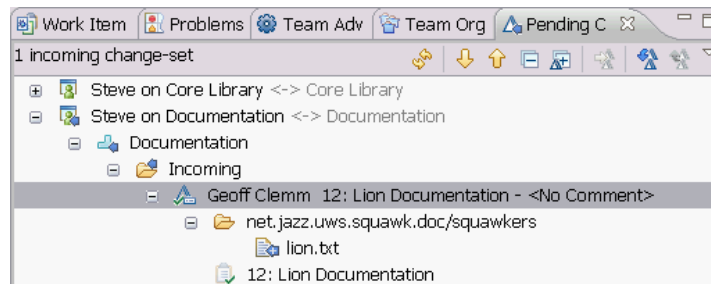 Work Item Problems Team Adv Team Org Pending C
1 incoming change-set
Steve on Core Library <-> Core Library
Steve on Documentation <-> Documentation
Documentation
Incoming
Geoff Clemm 12: Lion Documentation - <No Comment>
net.jazz.uws.squawk.doc/squawkers
lion.txt
12: Lion Documentation